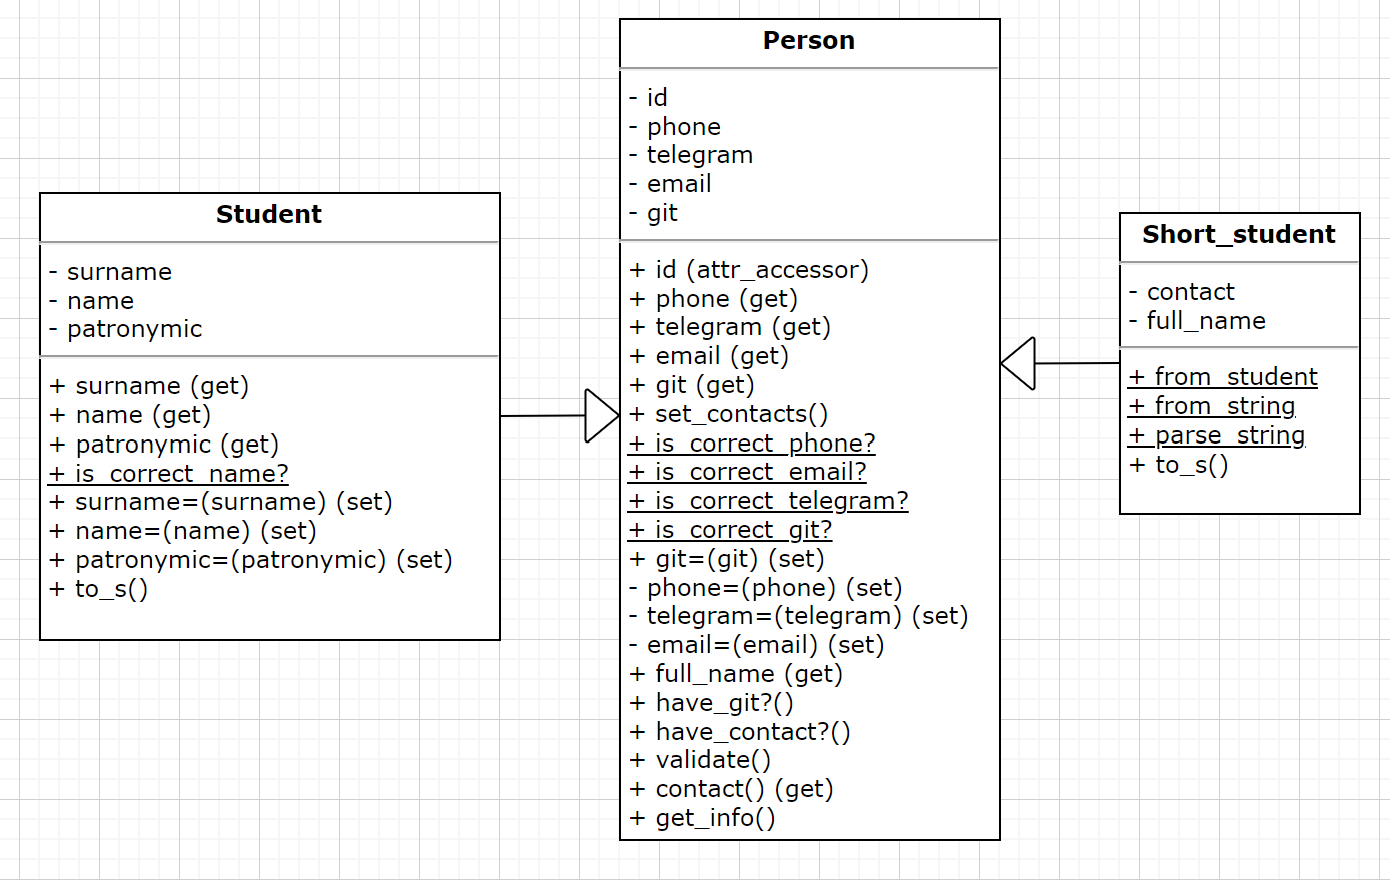 Student
- surname
- name
- patronymic
+ surname (get)
+ name (get)
+ patronymic (get)
+ is_correct_name?
+ surname=(surname) (set)
+ name=(name) (set)
+ patronymic=(patronymic) (set)
+ to_s()
Person
- id
- phone
- telegram
- email
- git
+ id (attr_accessor)
+ phone (get)
+ telegram (get)
+ email (get)
+ git (get)
+ set_contacts()
+ is_correct_phone?
+ is_correct_email?
+ is_correct_telegram?
+ is_correct_git?
+ git=(git) (set)
- phone=(phone) (set)
- telegram=(telegram) (set)
- email=(email) (set)
+ full_name (get)
+ have_git?()
+ have_contact?()
+ validate()
+ contact() (get)
+ get_info()
Short_student
- contact
- full_name
+ from_student
+ from_string
+ parse_string
+ to_s()